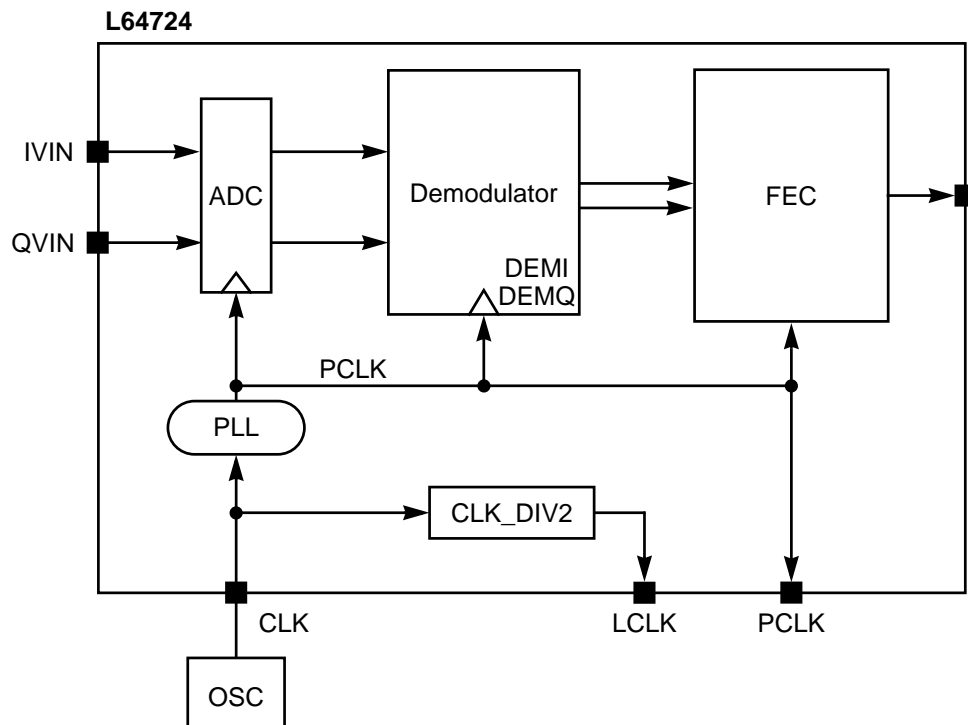 L64724
IVIN
QVIN
ADC
Demodulator
DEMI
DEMQ
FEC
PCLK
PLL
CLK_DIV2
CLK
LCLK
PCLK
OSC